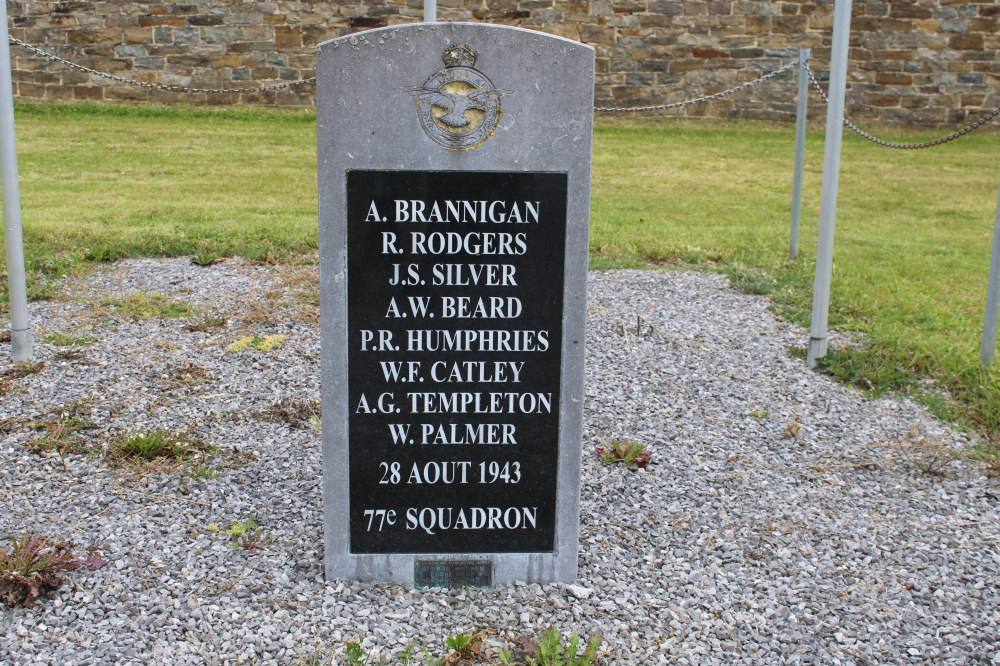 A. BRANNIGAN
R. RODGERS
J.S. SILVER
A.W. BEARD
P.R. HUMPHRIES
W.F. CATLEY
A.G. TEMPLETON
W. PALMER
28 AOUT 1943
77e SQUADRON